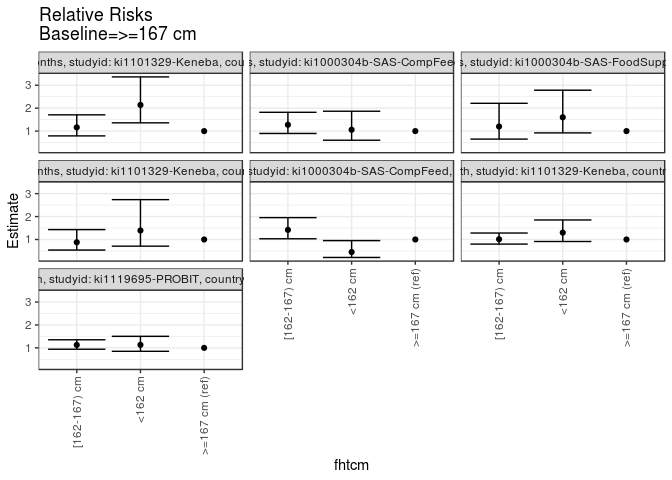 Relative Risks
Baseline=>=167 cm
onths, studyid: ki1101329-Keneba, cou
s, studyid: ki1000304b-SAS-CompFee
s, studyid: ki1000304b-SAS-FoodSupp
3
2
1
nths, studyid: ki1101329-Keneba, coun
studyid: ki1000304b-SAS-CompFeed,
th, studyid: ki1101329-Keneba, countr
3
2
1
n, studyid: ki1119695-PROBIT, country
3
2
1
Estimate
[162-167) cm
<162 cm
>=167 cm (ref)
[162-167) cm
<162 cm
>=167 cm (ref)
[162-167) cm
<162 cm
>=167 cm (ref)
fhtcm